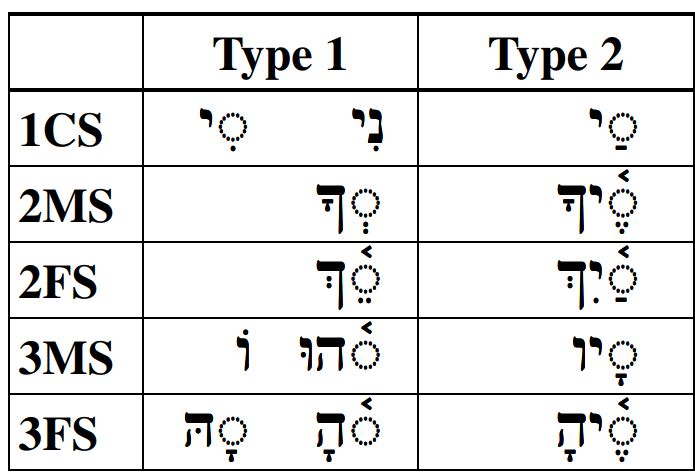 Type 1 Type 2
1CS ◌ִי נִי ◌ַי
2MS ◌ְךָ ◌ֶ֫יךָ
2FS ◌ֵ֫ךְ ◌ַ֫יִךְ
3MS וֹ ◌֫הוּ ◌ָיו
3FS ◌ָהּ ◌֫הָ ◌ֶ֫יהָ